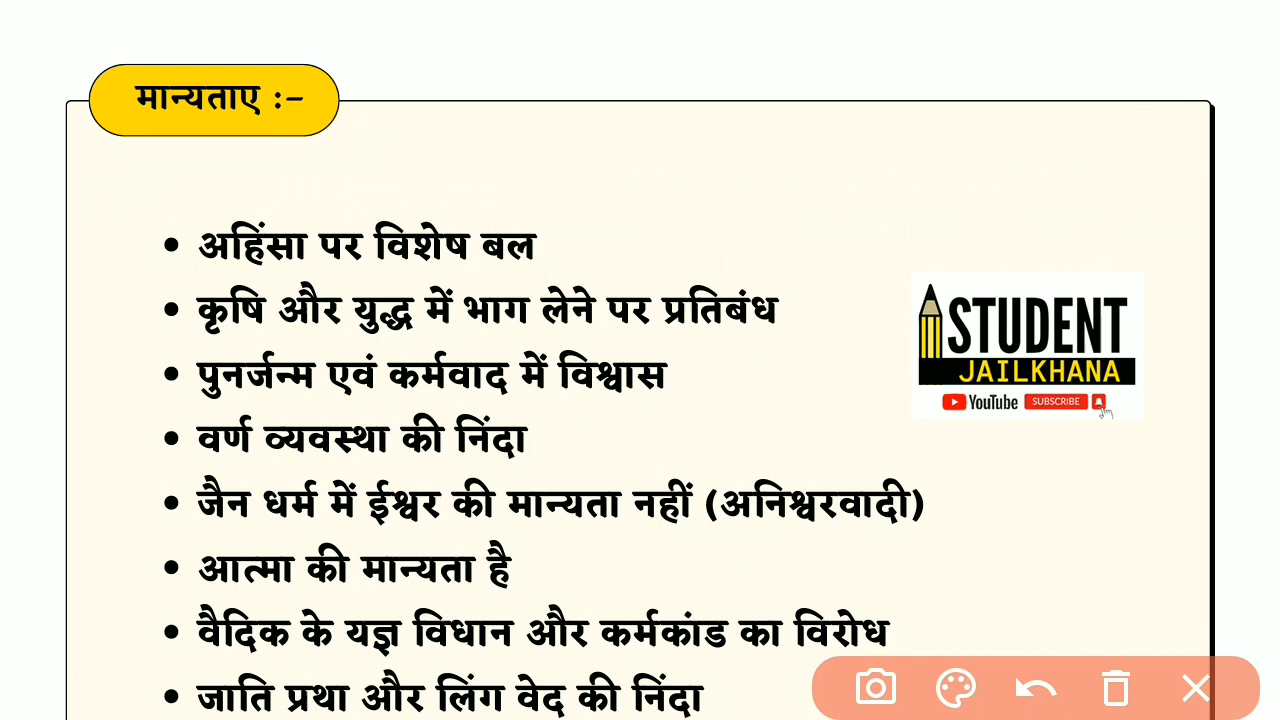 मान्यताए :-
• अहिंसा पर विशेष बल
• कृषि और युद्ध में भाग लेने पर प्रतिबंध
• पुनर्जन्म एवं कर्मवाद में विश्वास
• वर्ण व्यवस्था की निंदा
• जैन धर्म में ईश्वर की मान्यता नहीं (अनिश्वरवादी)
• आत्मा की मान्यता है
• वैदिक के यज्ञ विधान और कर्मकांड का विरोध
• जाति प्रथा और लिंग वेद की निंदा
STUDENT
JAILKHANA
YouTube SUBSCRIBE